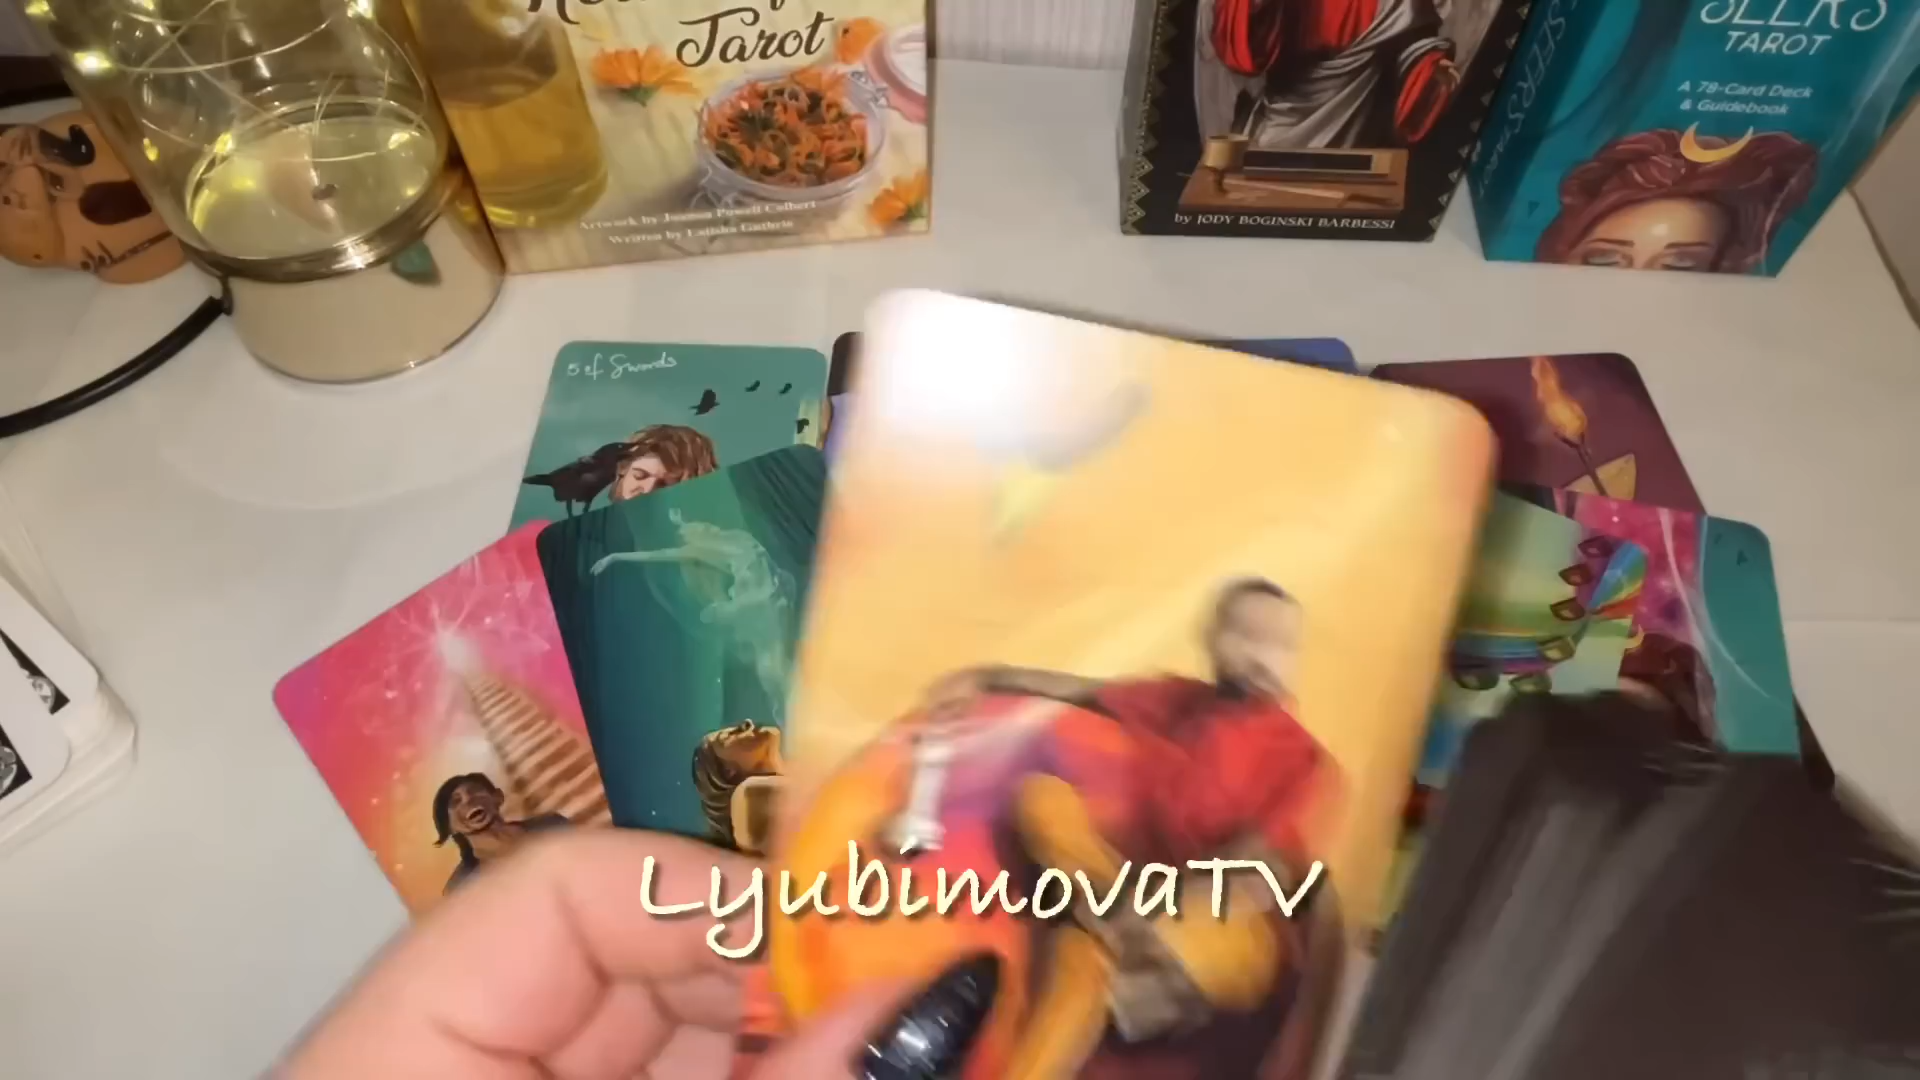 Tarot
Artwork by Joanna Powell Colbert
Written by Latisha Guthrie
by JODY BOGINSKI BARBESSI
TAROT
A 78-Card Deck
& Guidebook
5 of Swords
LyubimovaTV